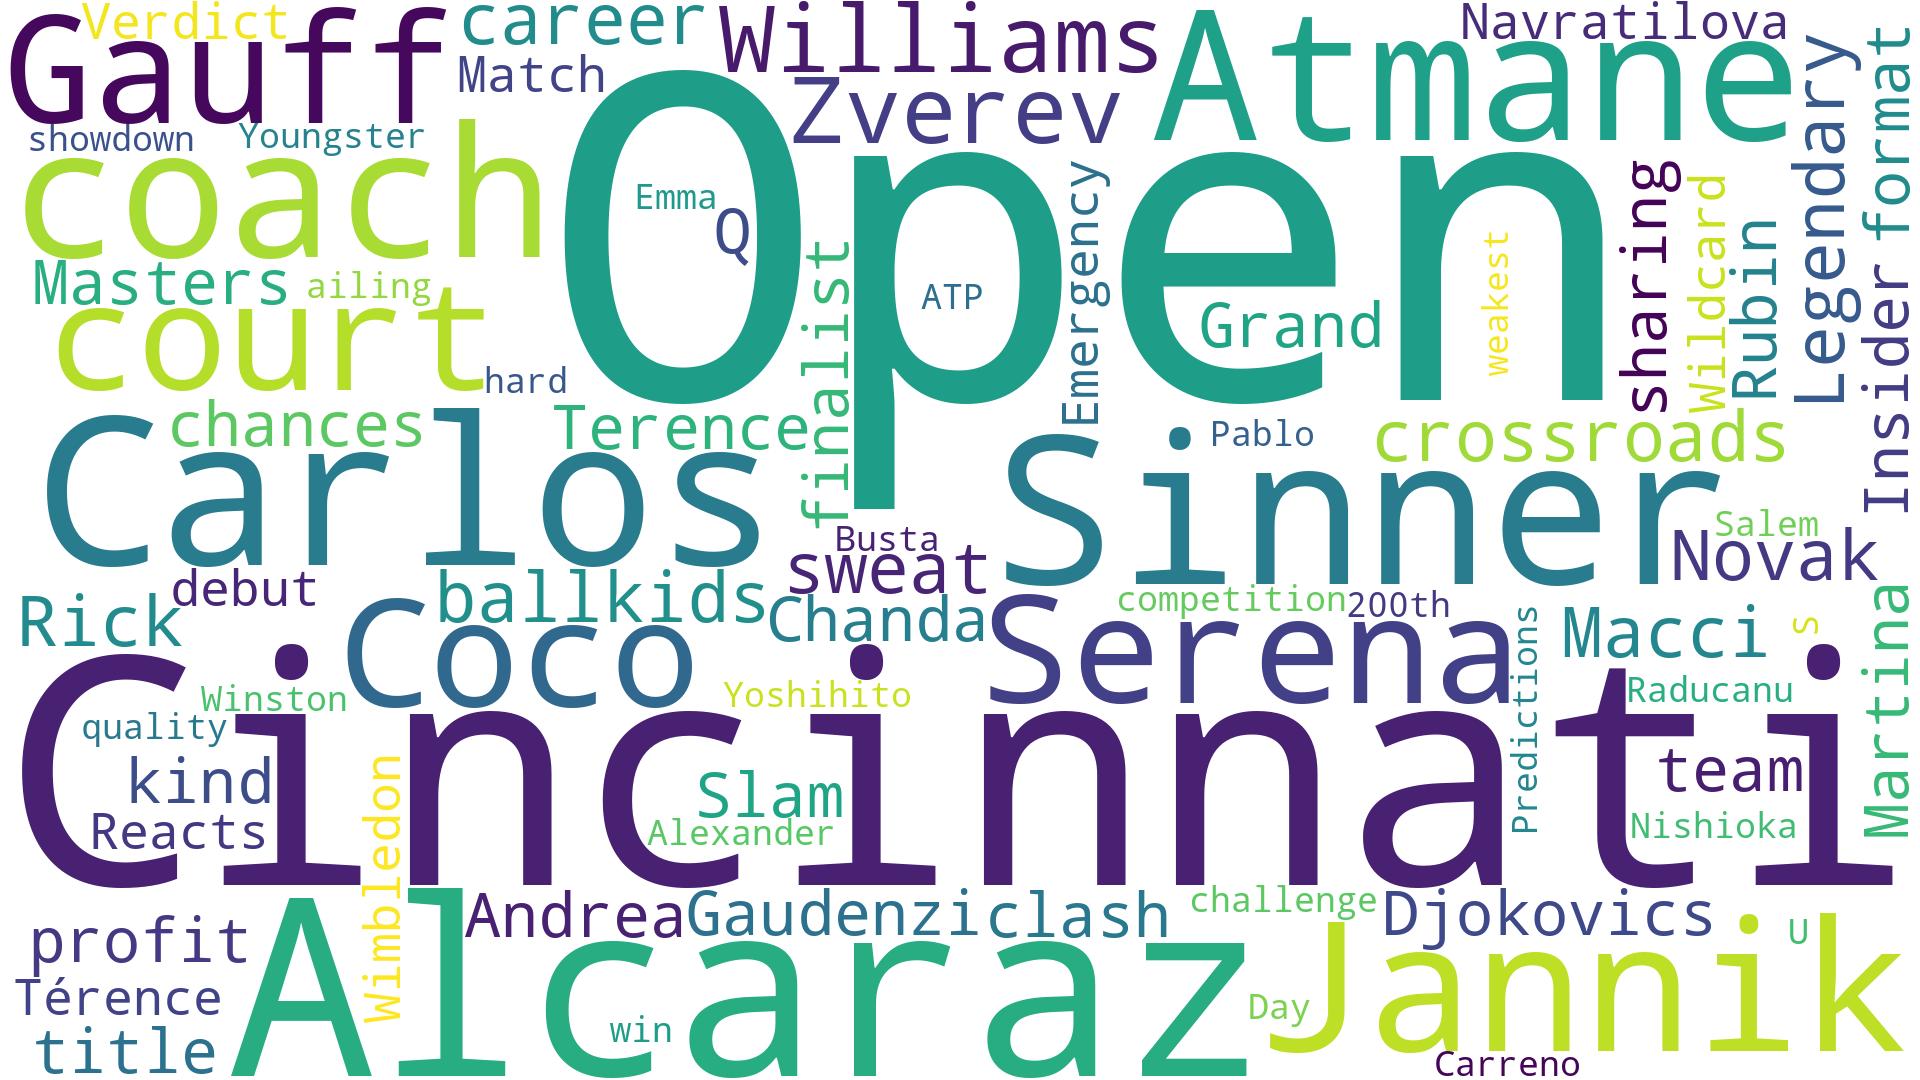 Verdict
Gauff
career
Match
Williams
Zverev
Atmane
Navratilova
Legendary
Insider format
showdown
Youngster
coach
Open
Emma
Q
ATP
Emergency
Grand
weakest
sharing
Wildcard
Rubin
Masters
ailing
court
hard
finalist
chances
Terence
Carlos
Sinner
Pablo
crossroads
Salem
Novak
Busta
sweat
debut
Rick
ballkids
Coco
Chanda
competition
200th
Serena
Predictions
Macci
S
Martina
Winston
Yoshihito
Raducanu
quality
Cincinnati
kind
Reacts
Wimbledon
Slam
Alexander
team
Nishioka
profit
Andrea
Gaudenzi
clash
challenge
Djokovics
U
Térence
Alcaraz
Jannik
title
win
Day
Carreno